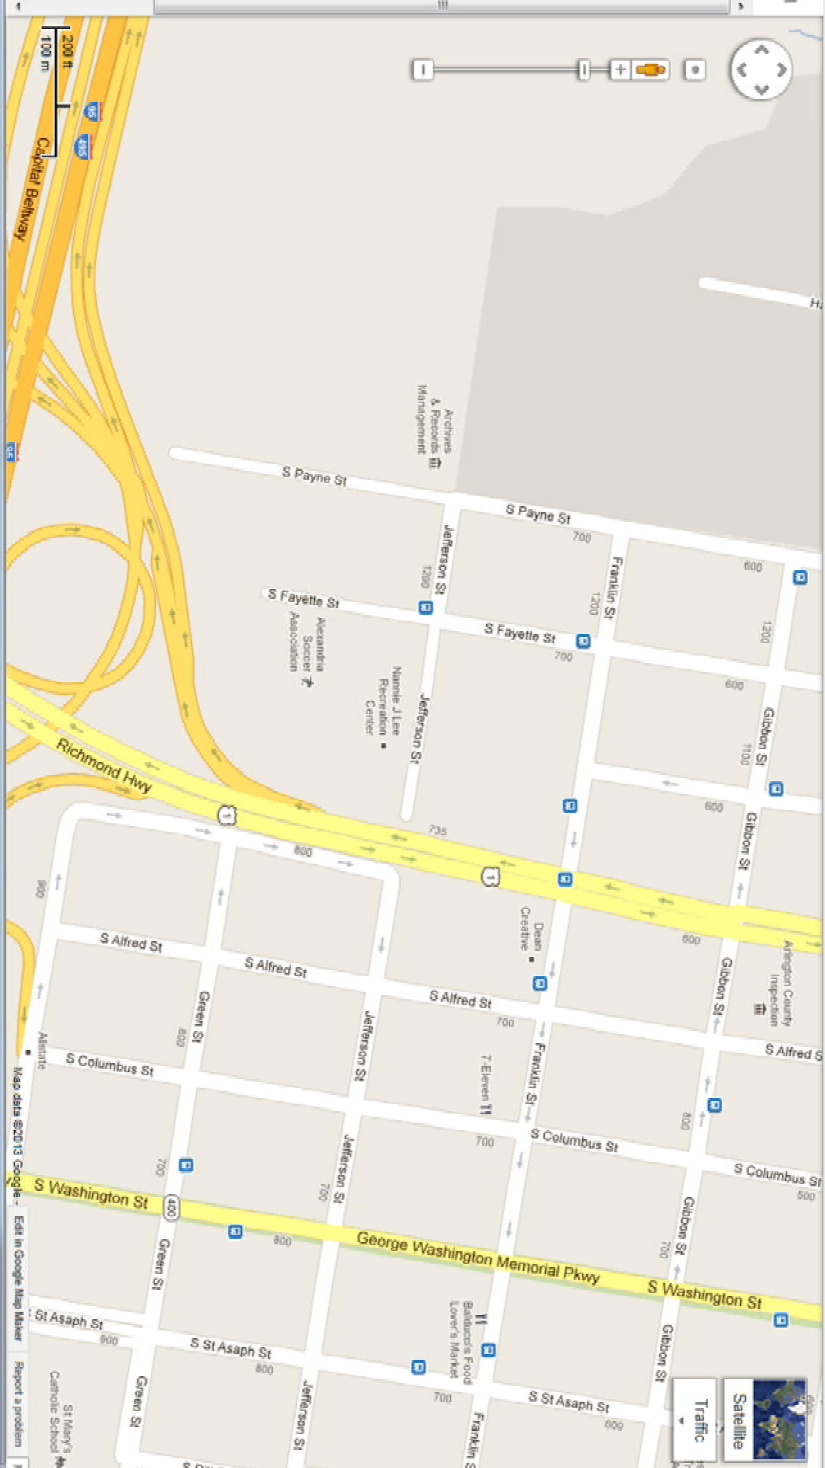 Satellite
Traffic
Gibbon St
Gibbon St
Gibbon St
Gibbon St
Gibbon St
Franklin St
Franklin St
Franklin S
Jefferson St
Jefferson St
Jefferson St
Jefferson St
Jefferson St
Green St
Green St
Green St
S Payne St
S Payne St
S Fayette St
S Fayette St
S Alfred St
S Alfred St
S Alfred St
S Alfred S
S Columbus St
S Columbus St
S Columbus St
S Washington St
George Washington Memorial Pkwy
S Washington St
St Asaph St
S St Asaph St
S St Asaph St
Richmond Hwy
Capital Beltway
95
495
95
1
1
400
600
600
600
600
600
500
700
700
700
700
700
700
700
700
700
735
800
800
800
800
800
800
900
900
1100
1200
1200
1200
Archives
& Records
Management
Alexandria
Soccer
Association
Nannie J Lee
Recreation
Center
Dean
Creative
Arlington County
Inspection
7-Eleven
Balducci's Food
Lover's Market
Allstate
St Mary's
Catholic School
200 ft
100 m
Map data ©2013 Google -
Edit in Google Map Maker
Report a problem